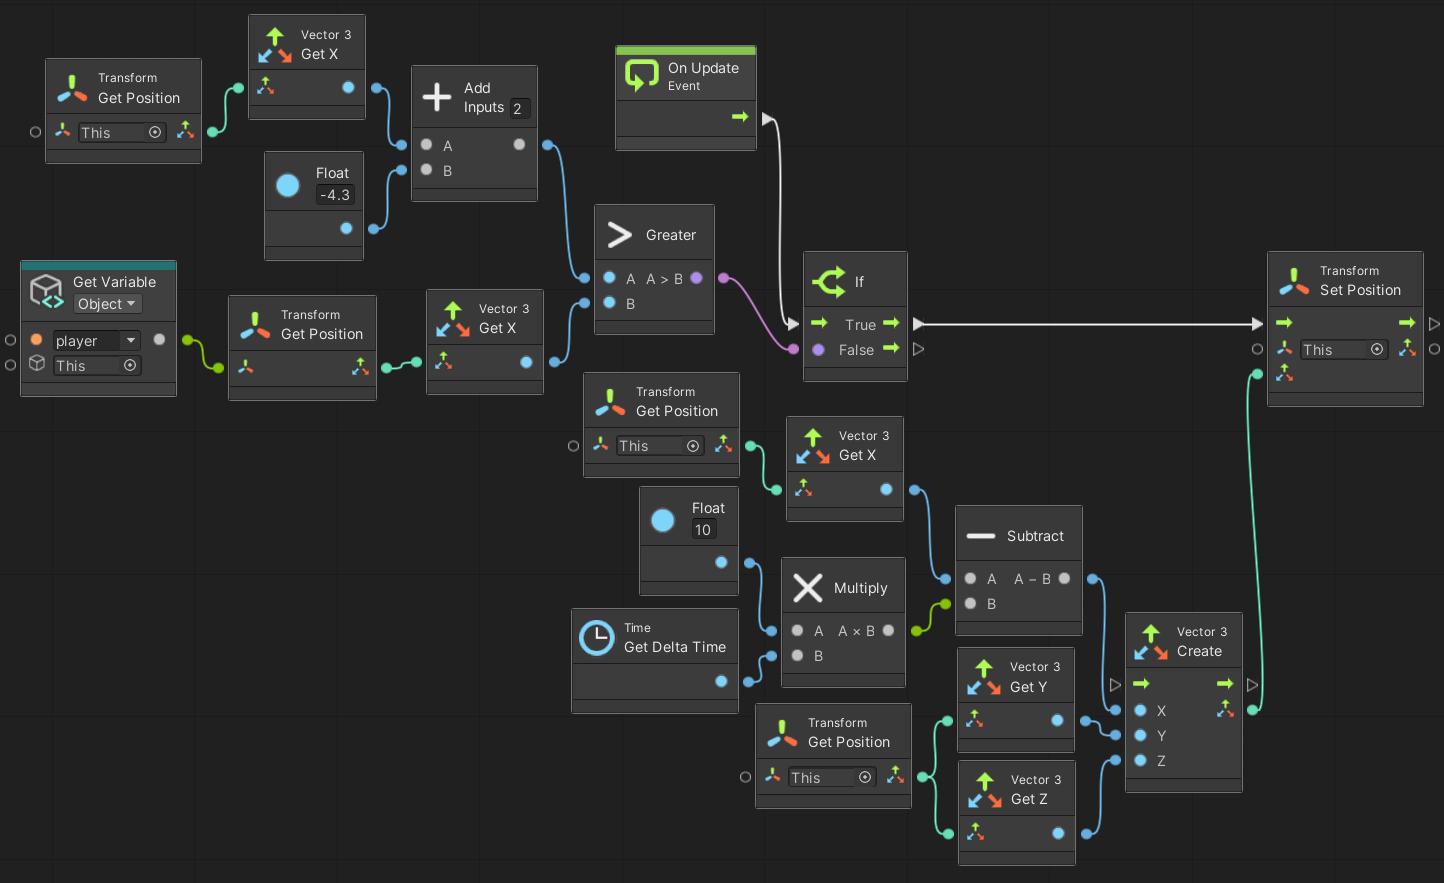 Transform
Get Position
This
Vector 3
Get X
Float
-4.3
Add
Inputs 2
A
B
On Update
Event
Get Variable
Object
player
This
Transform
Get Position
Vector 3
Get X
Greater
A A > B
B
If
True
False
Transform
Set Position
This
Transform
Get Position
This
Vector 3
Get X
Float
10
Time
Get Delta Time
Multiply
A A × B
B
Subtract
A A − B
B
Transform
Get Position
This
Vector 3
Get Y
Vector 3
Get Z
Vector 3
Create
X
Y
Z